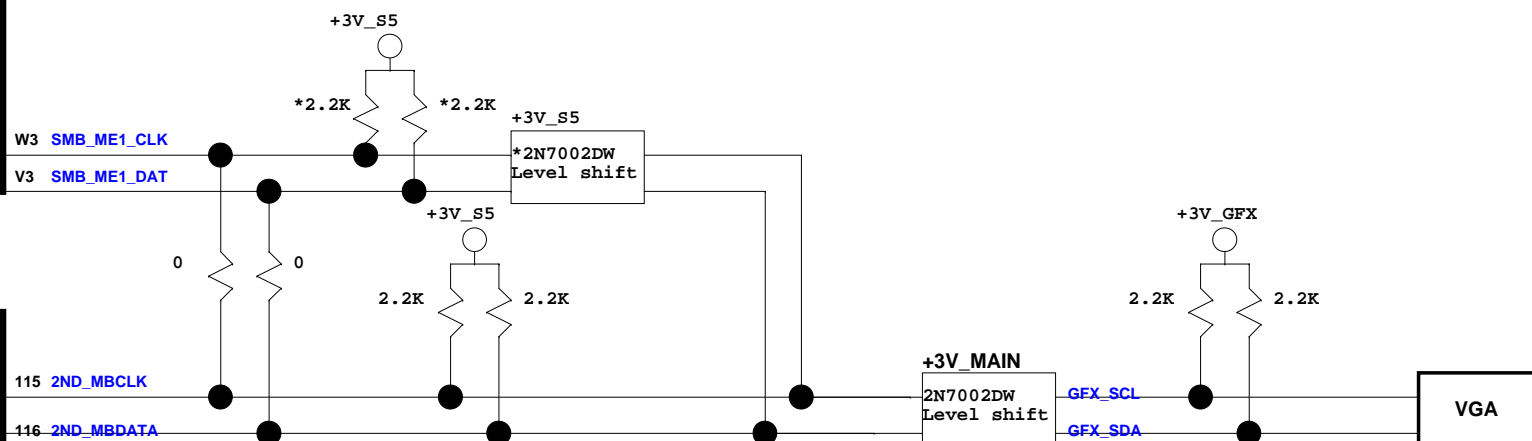 +3V_S5
*2.2K *2.2K
+3V_S5
W3 SMB_ME1_CLK
*2N7002DW
Level shift
V3 SMB_ME1_DAT
+3V_S5
+3V_GFX
0 0
2.2K 2.2K
2.2K 2.2K
+3V_MAIN
115 2ND_MBCLK
2N7002DW
Level shift
GFX_SCL
VGA
116 2ND_MBDATA
GFX_SDA